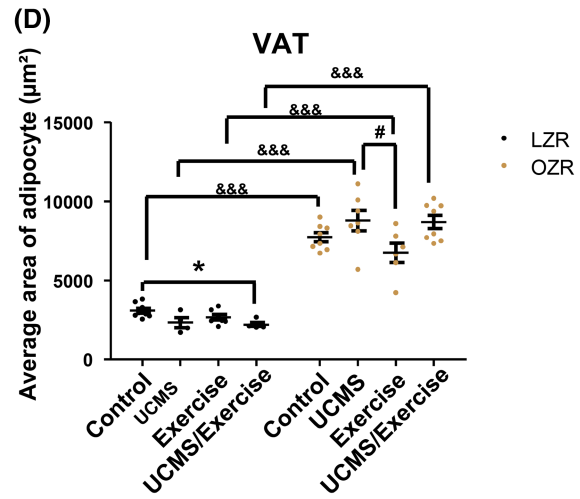 (D)
VAT
Average area of adipocyte (µm²)
15000
10000
5000
0
&&&
&&&
&&&
&&&
#
*
LZR
OZR
Control
UCMS
Exercise
UCMS/Exercise
Control
UCMS
Exercise
UCMS/Exercise